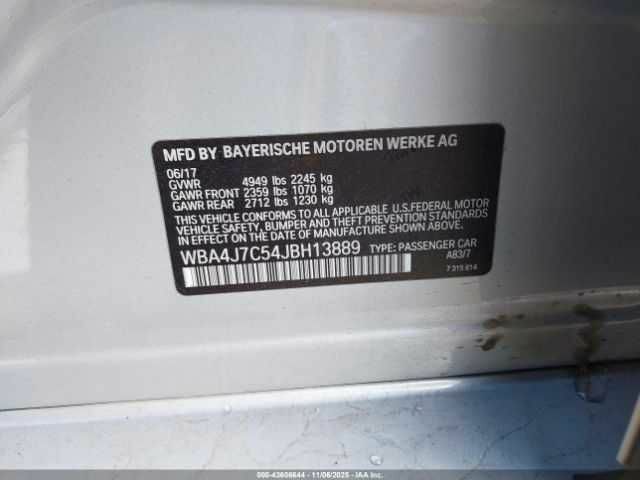 MFD BY BAYERISCHE MOTOREN WERKE AG
06/17
GVWR 4949 lbs 2245 kg
GAWR FRONT 2359 lbs 1070 kg
GAWR REAR 2712 lbs 1230 kg
THIS VEHICLE CONFORMS TO ALL APPLICABLE U.S.FEDERAL MOTOR
VEHICLE SAFETY, BUMPER, AND THEFT PREVENTION STANDARDS
IN EFFECT ON THE DATE OF MANUFACTURE SHOWN ABOVE.
WBA4J7C54JBH13889 TYPE: PASSENGER CAR
A83/7
7 315 614
000-43606644 - 11/06/2025 - IAAI.COM